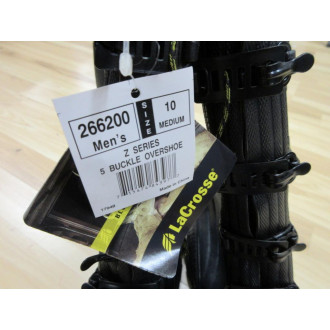 266200
Men's
SIZE
10
MEDIUM
Z SERIES
5 BUCKLE OVERSHOE
Made in China
LaCrosse